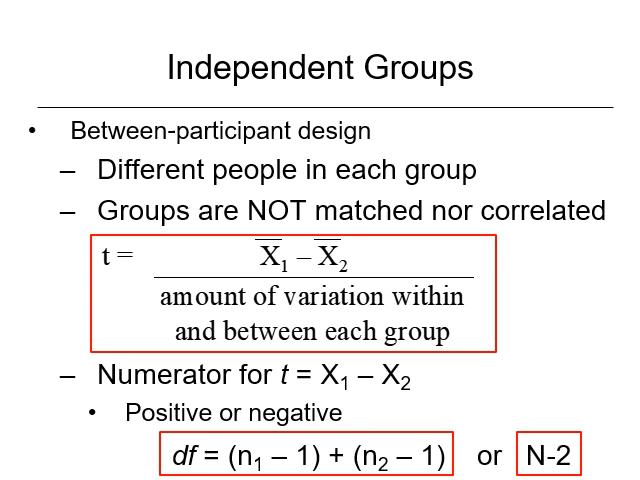 Independent Groups
• Between-participant design
– Different people in each group
– Groups are NOT matched nor correlated
t = X̅₁ – X̅₂
amount of variation within
and between each group
– Numerator for t = X₁ – X₂
• Positive or negative
df = (n₁ – 1) + (n₂ – 1) or N-2